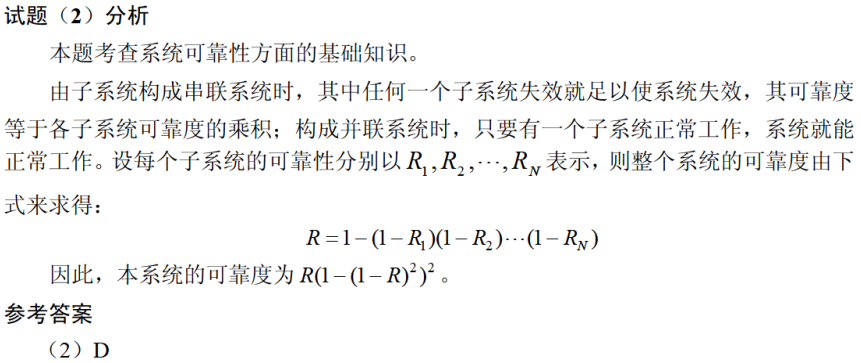 试题（2）分析
本题考查系统可靠性方面的基础知识。
由子系统构成串联系统时，其中任何一个子系统失效就足以使系统失效，其可靠度
等于各子系统可靠度的乘积；构成并联系统时，只要有一个子系统正常工作，系统就能
正常工作。设每个子系统的可靠性分别以 R₁,R₂,⋯,R_N 表示，则整个系统的可靠度由下
式来求得：
R=1−(1−R₁)(1−R₂)⋯(1−R_N)
因此，本系统的可靠度为 R(1−(1−R)²)² 。
参考答案
（2）D